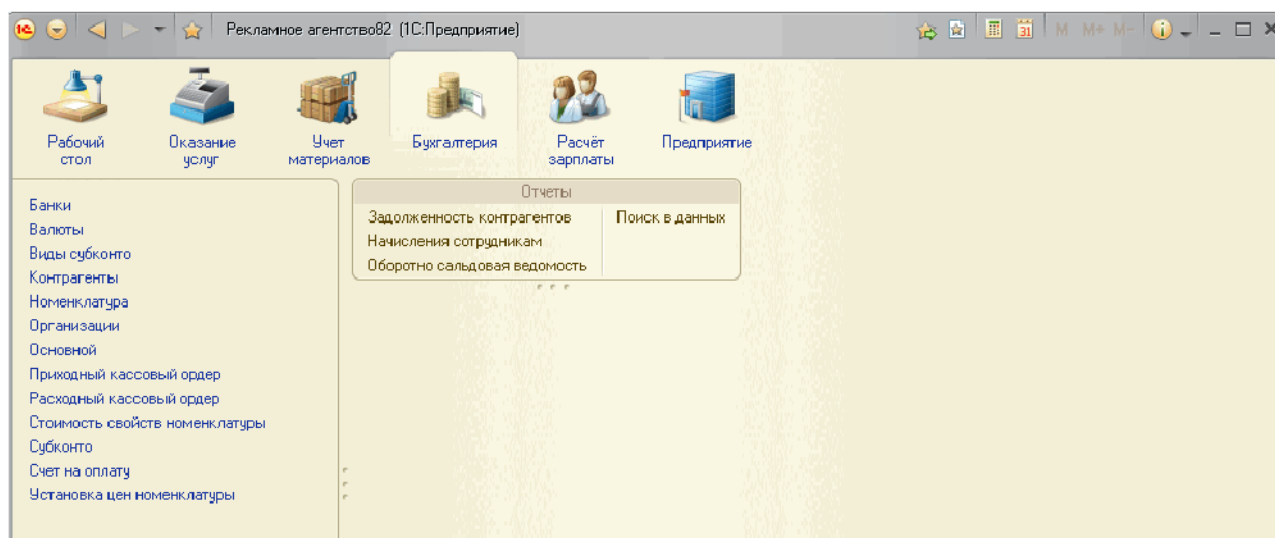 Рекламное агентство82 (1С:Предприятие)
31 M M+ M-
Рабочий стол
Оказание услуг
Учет материалов
Бухгалтерия
Расчёт зарплаты
Предприятие
Банки
Валюты
Виды субконто
Контрагенты
Номенклатура
Организации
Основной
Приходный кассовый ордер
Расходный кассовый ордер
Стоимость свойств номенклатуры
Субконто
Счет на оплату
Установка цен номенклатуры
Отчеты
Задолженность контрагентов
Начисления сотрудникам
Оборотно сальдовая ведомость
Поиск в данных